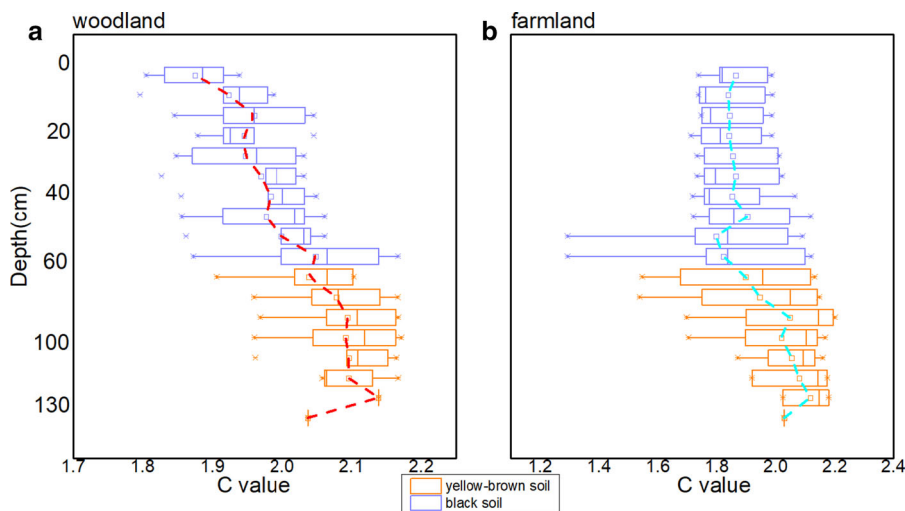 a woodland
b farmland
Depth(cm)
0
20
40
60
100
120
130
1.7 1.8 1.9 2.0 2.1 2.2
C value
1.2 1.4 1.6 1.8 2.0 2.2 2.4
C value
yellow-brown soil
black soil